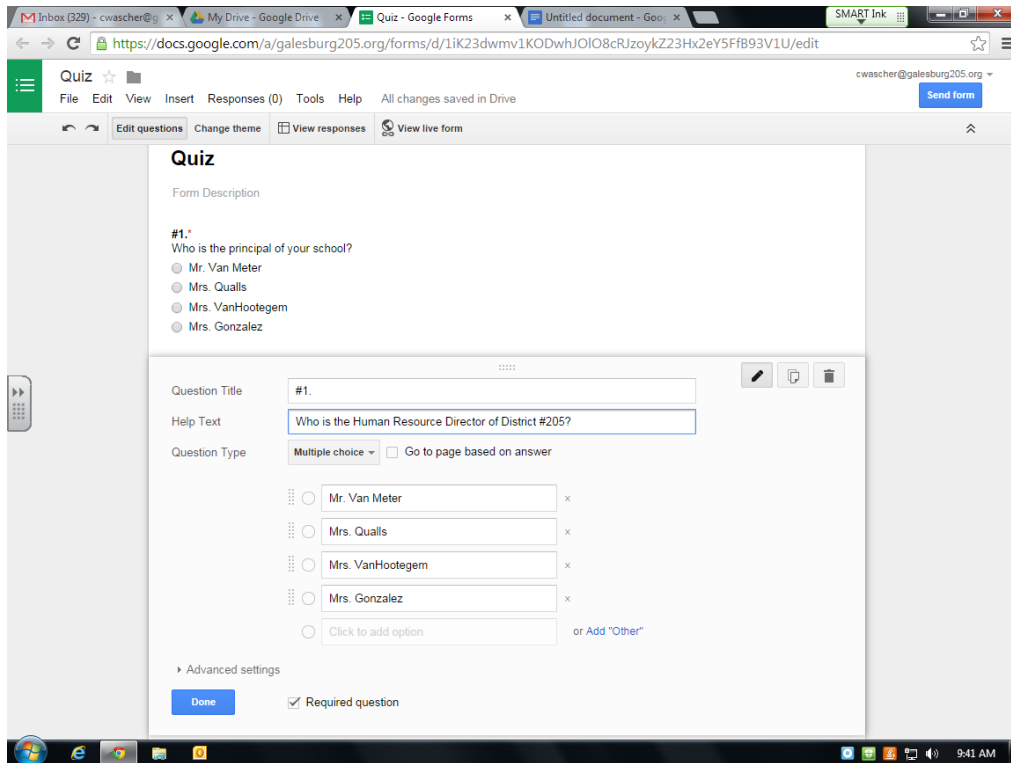 Inbox (329) - cwascher@g
My Drive - Google Drive
Quiz - Google Forms
Untitled document - Goo
SMART Ink
https://docs.google.com/a/galesburg205.org/forms/d/1iK23dwmv1KODwhJOlO8cRJzoykZ23Hx2eY5FfB93V1U/edit
Quiz
cwascher@galesburg205.org
File Edit View Insert Responses (0) Tools Help All changes saved in Drive
Send form
Edit questions Change theme View responses View live form
Quiz
Form Description
#1.*
Who is the principal of your school?
Mr. Van Meter
Mrs. Qualls
Mrs. VanHootegem
Mrs. Gonzalez
Question Title #1.
Help Text Who is the Human Resource Director of District #205?
Question Type Multiple choice Go to page based on answer
Mr. Van Meter
Mrs. Qualls
Mrs. VanHootegem
Mrs. Gonzalez
Click to add option or Add "Other"
Advanced settings
Done Required question
9:41 AM